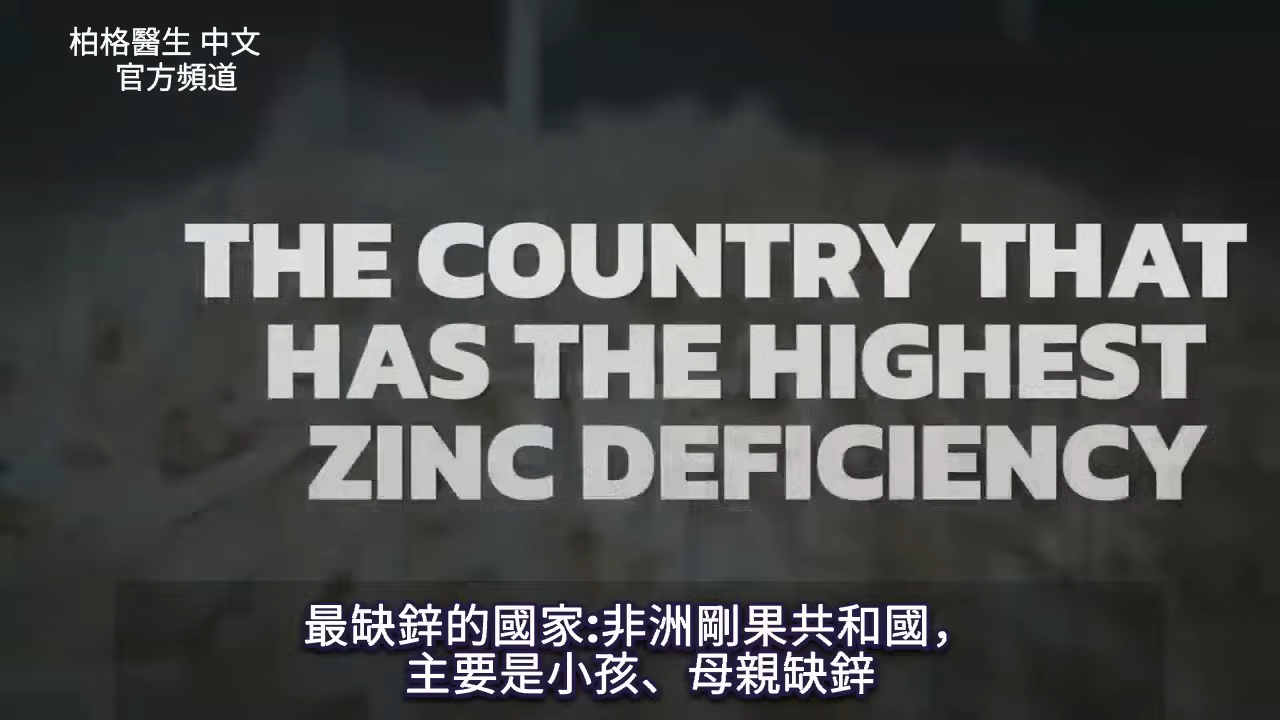 柏格醫生 中文
官方頻道
THE COUNTRY THAT
HAS THE HIGHEST
ZINC DEFICIENCY
最缺鋅的國家:非洲剛果共和國，
主要是小孩、母親缺鋅